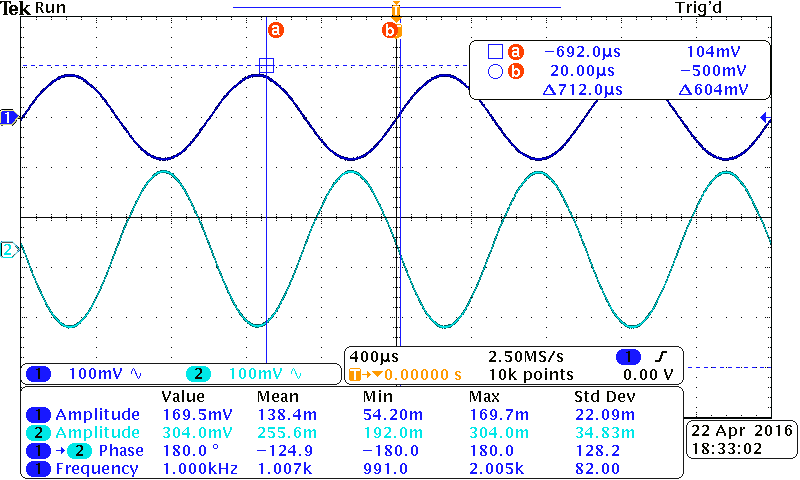 Tek Run Trig'd
T
a b
a −692.0µs 104mV
b 20.00µs −500mV
Δ712.0µs Δ604mV
1
2
1 100mV ∿ 2 100mV ∿
400µs 2.50MS/s 1
T→▼0.00000 s 10k points 0.00 V
Value Mean Min Max Std Dev
1 Amplitude 169.5mV 138.4m 54.20m 169.7m 22.09m
2 Amplitude 304.0mV 255.6m 192.0m 304.0m 34.83m
1 → 2 Phase 180.0 ° −124.9 −180.0 180.0 128.2
1 Frequency 1.000kHz 1.007k 991.0 2.005k 82.00
22 Apr 2016
18:33:02